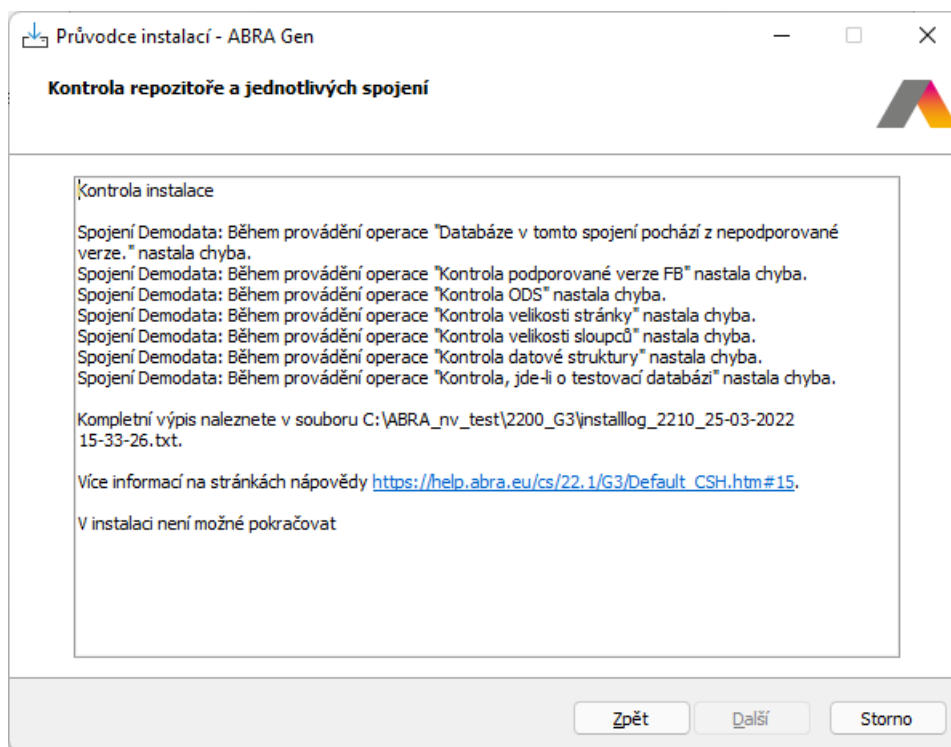 Průvodce instalací - ABRA Gen
Kontrola repozitoře a jednotlivých spojení
Kontrola instalace
Spojení Demodata: Během provádění operace "Databáze v tomto spojení pochází z nepodporované
verze." nastala chyba.
Spojení Demodata: Během provádění operace "Kontrola podporované verze FB" nastala chyba.
Spojení Demodata: Během provádění operace "Kontrola ODS" nastala chyba.
Spojení Demodata: Během provádění operace "Kontrola velikosti stránky" nastala chyba.
Spojení Demodata: Během provádění operace "Kontrola velikosti sloupců" nastala chyba.
Spojení Demodata: Během provádění operace "Kontrola datové struktury" nastala chyba.
Spojení Demodata: Během provádění operace "Kontrola, jde-li o testovací databázi" nastala chyba.
Kompletní výpis naleznete v souboru C:\ABRA_nv_test\2200_G3\installlog_2210_25-03-2022
15-33-26.txt.
Více informací na stránkách nápovědy https://help.abra.eu/cs/22.1/G3/Default_CSH.htm#15.
V instalaci není možné pokračovat
Zpět
Další
Storno